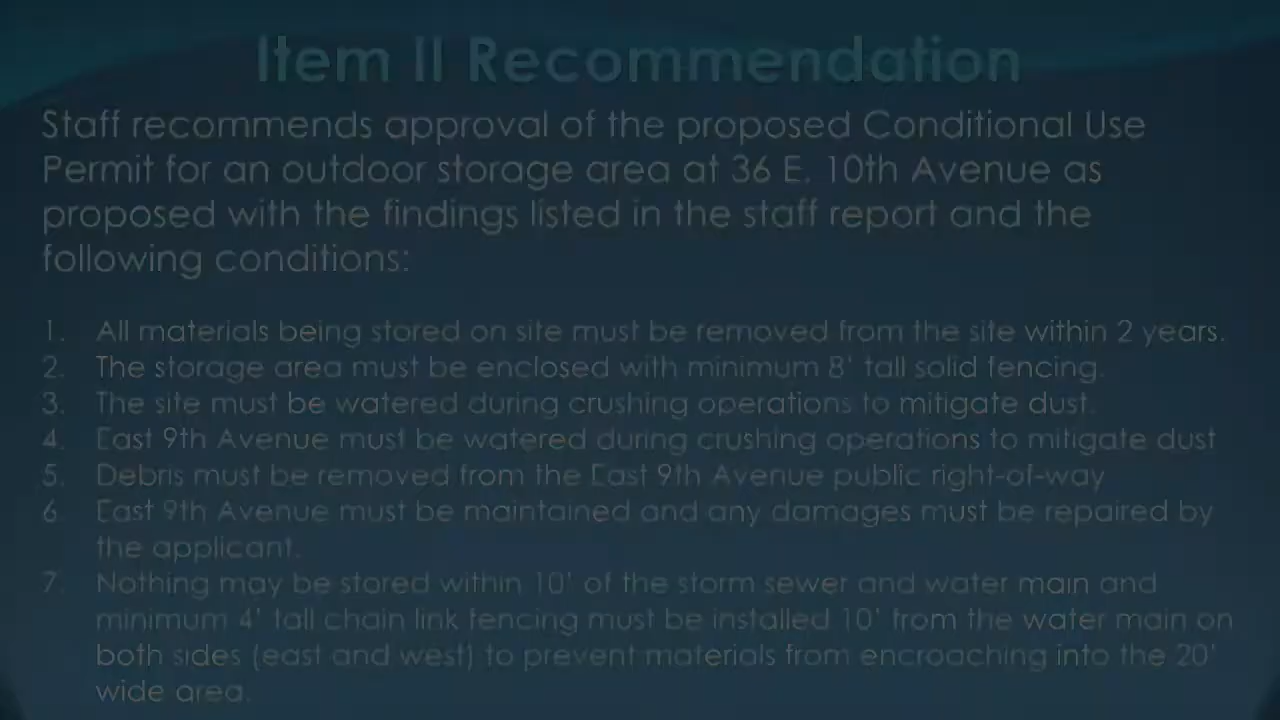 Item II Recommendation
Staff recommends approval of the proposed Conditional Use
Permit for an outdoor storage area at 36 E. 10th Avenue as
proposed with the findings listed in the staff report and the
following conditions:
1. All materials being stored on site must be removed from the site within 2 years.
2. The storage area must be enclosed with minimum 8' tall solid fencing.
3. The site must be watered during crushing operations to mitigate dust.
4. East 9th Avenue must be watered during crushing operations to mitigate dust
5. Debris must be removed from the East 9th Avenue public right-of-way
6. East 9th Avenue must be maintained and any damages must be repaired by
the applicant.
7. Nothing may be stored within 10' of the storm sewer and water main and
minimum 4' tall chain link fencing must be installed 10' from the water main on
both sides (east and west) to prevent materials from encroaching into the 20'
wide area.